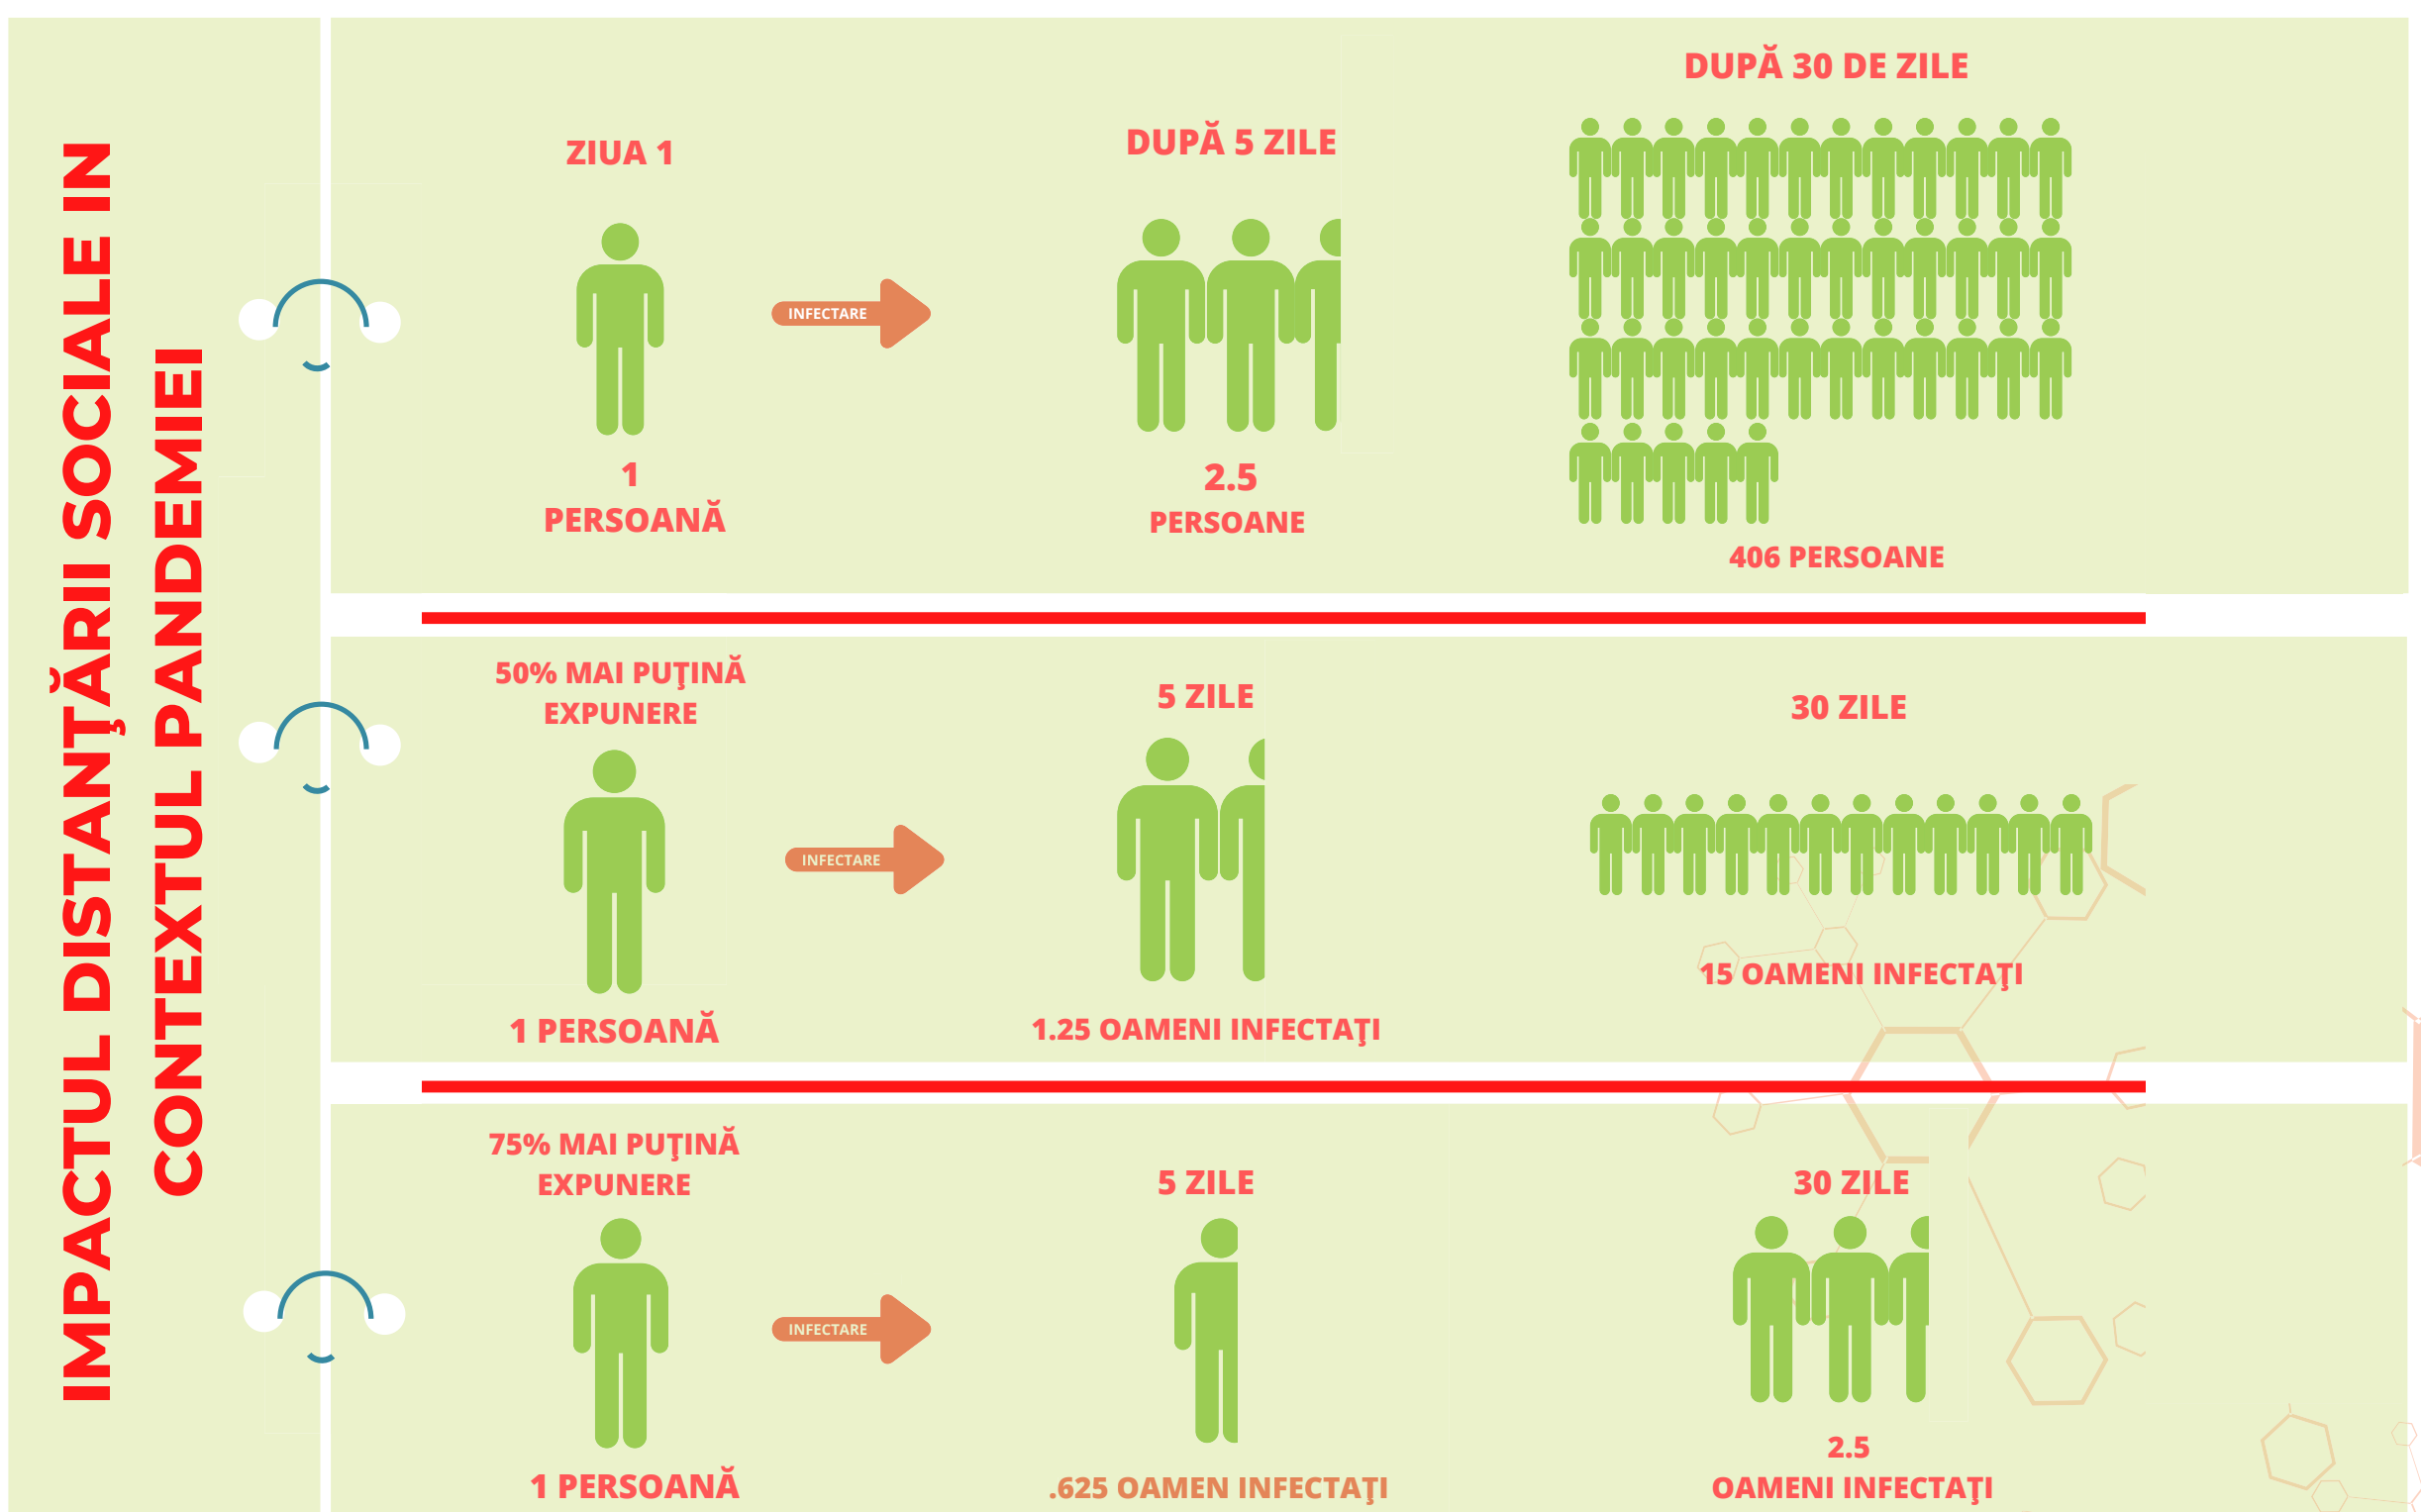 IMPACTUL DISTANŢĂRII SOCIALE IN
CONTEXTUL PANDEMIEI
ZIUA 1
1
PERSOANĂ
INFECTARE
DUPĂ 5 ZILE
2.5
PERSOANE
DUPĂ 30 DE ZILE
406 PERSOANE
50% MAI PUŢINĂ
EXPUNERE
1 PERSOANĂ
INFECTARE
5 ZILE
1.25 OAMENI INFECTAŢI
30 ZILE
15 OAMENI INFECTAŢI
75% MAI PUŢINĂ
EXPUNERE
1 PERSOANĂ
INFECTARE
5 ZILE
.625 OAMEN INFECTAŢI
30 ZILE
2.5
OAMENI INFECTAŢI